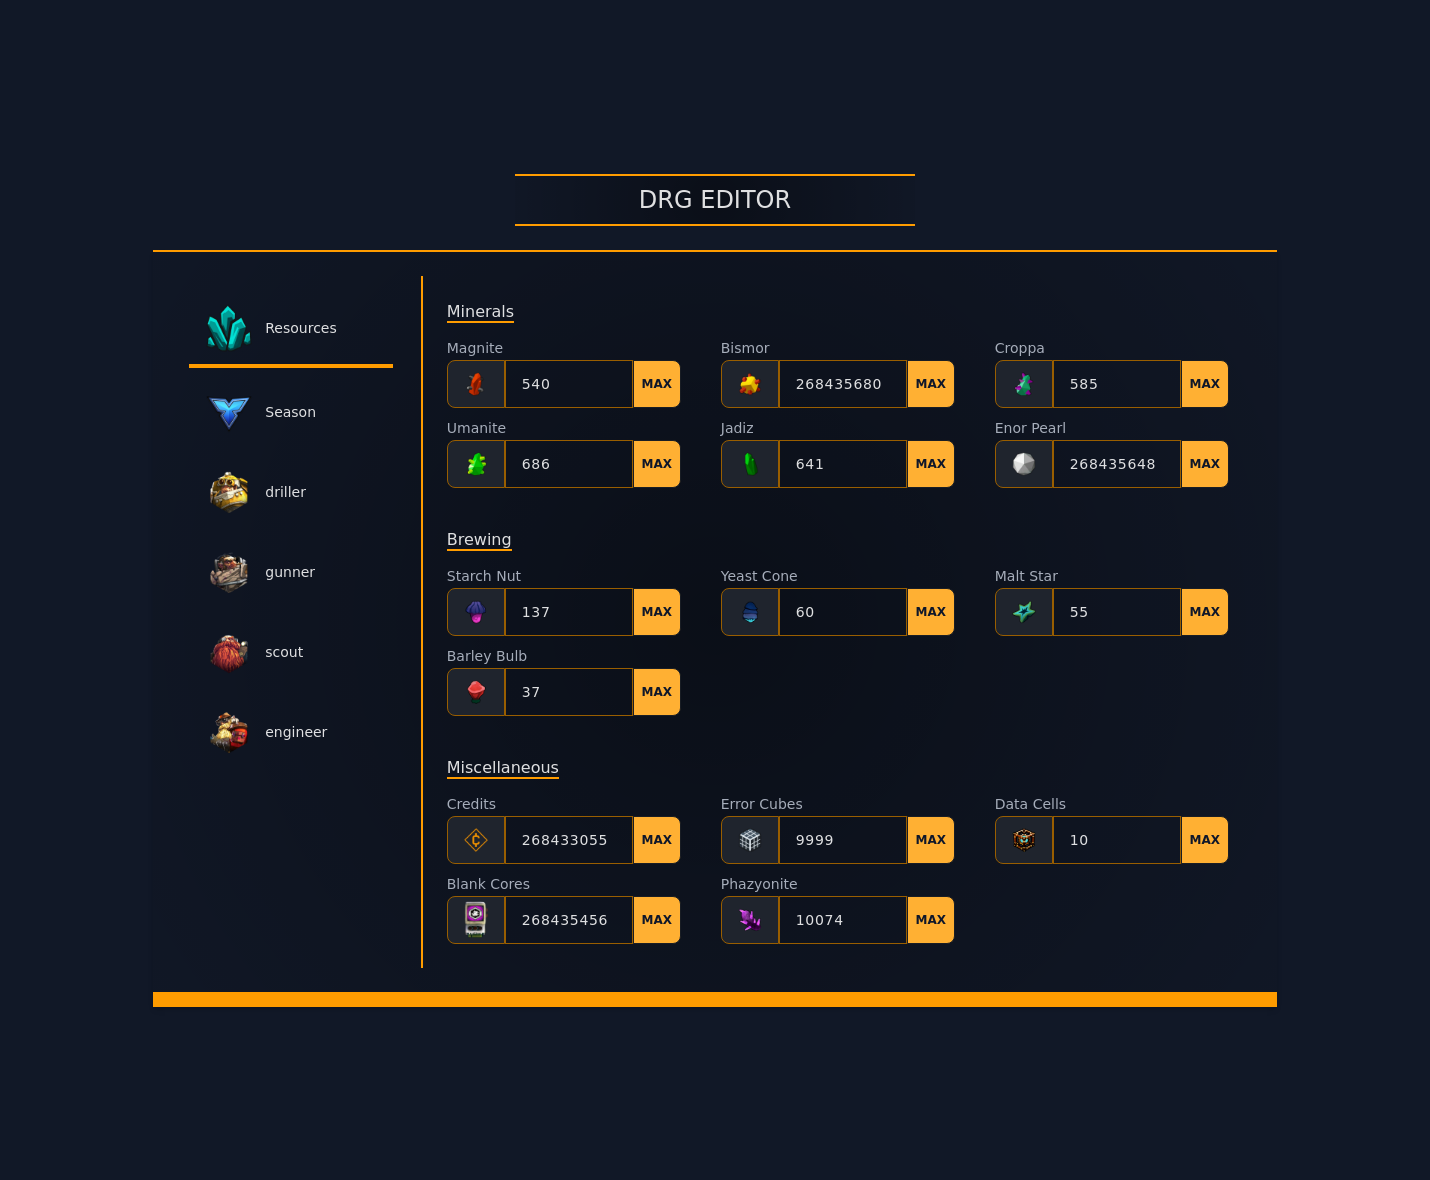 DRG EDITOR
Resources
Season
driller
gunner
scout
engineer
Minerals
Magnite Bismor Croppa
540 MAX 268435680 MAX 585 MAX
Umanite Jadiz Enor Pearl
686 MAX 641 MAX 268435648 MAX
Brewing
Starch Nut Yeast Cone Malt Star
137 MAX 60 MAX 55 MAX
Barley Bulb
37 MAX
Miscellaneous
Credits Error Cubes Data Cells
268433055 MAX 9999 MAX 10 MAX
Blank Cores Phazyonite
268435456 MAX 10074 MAX